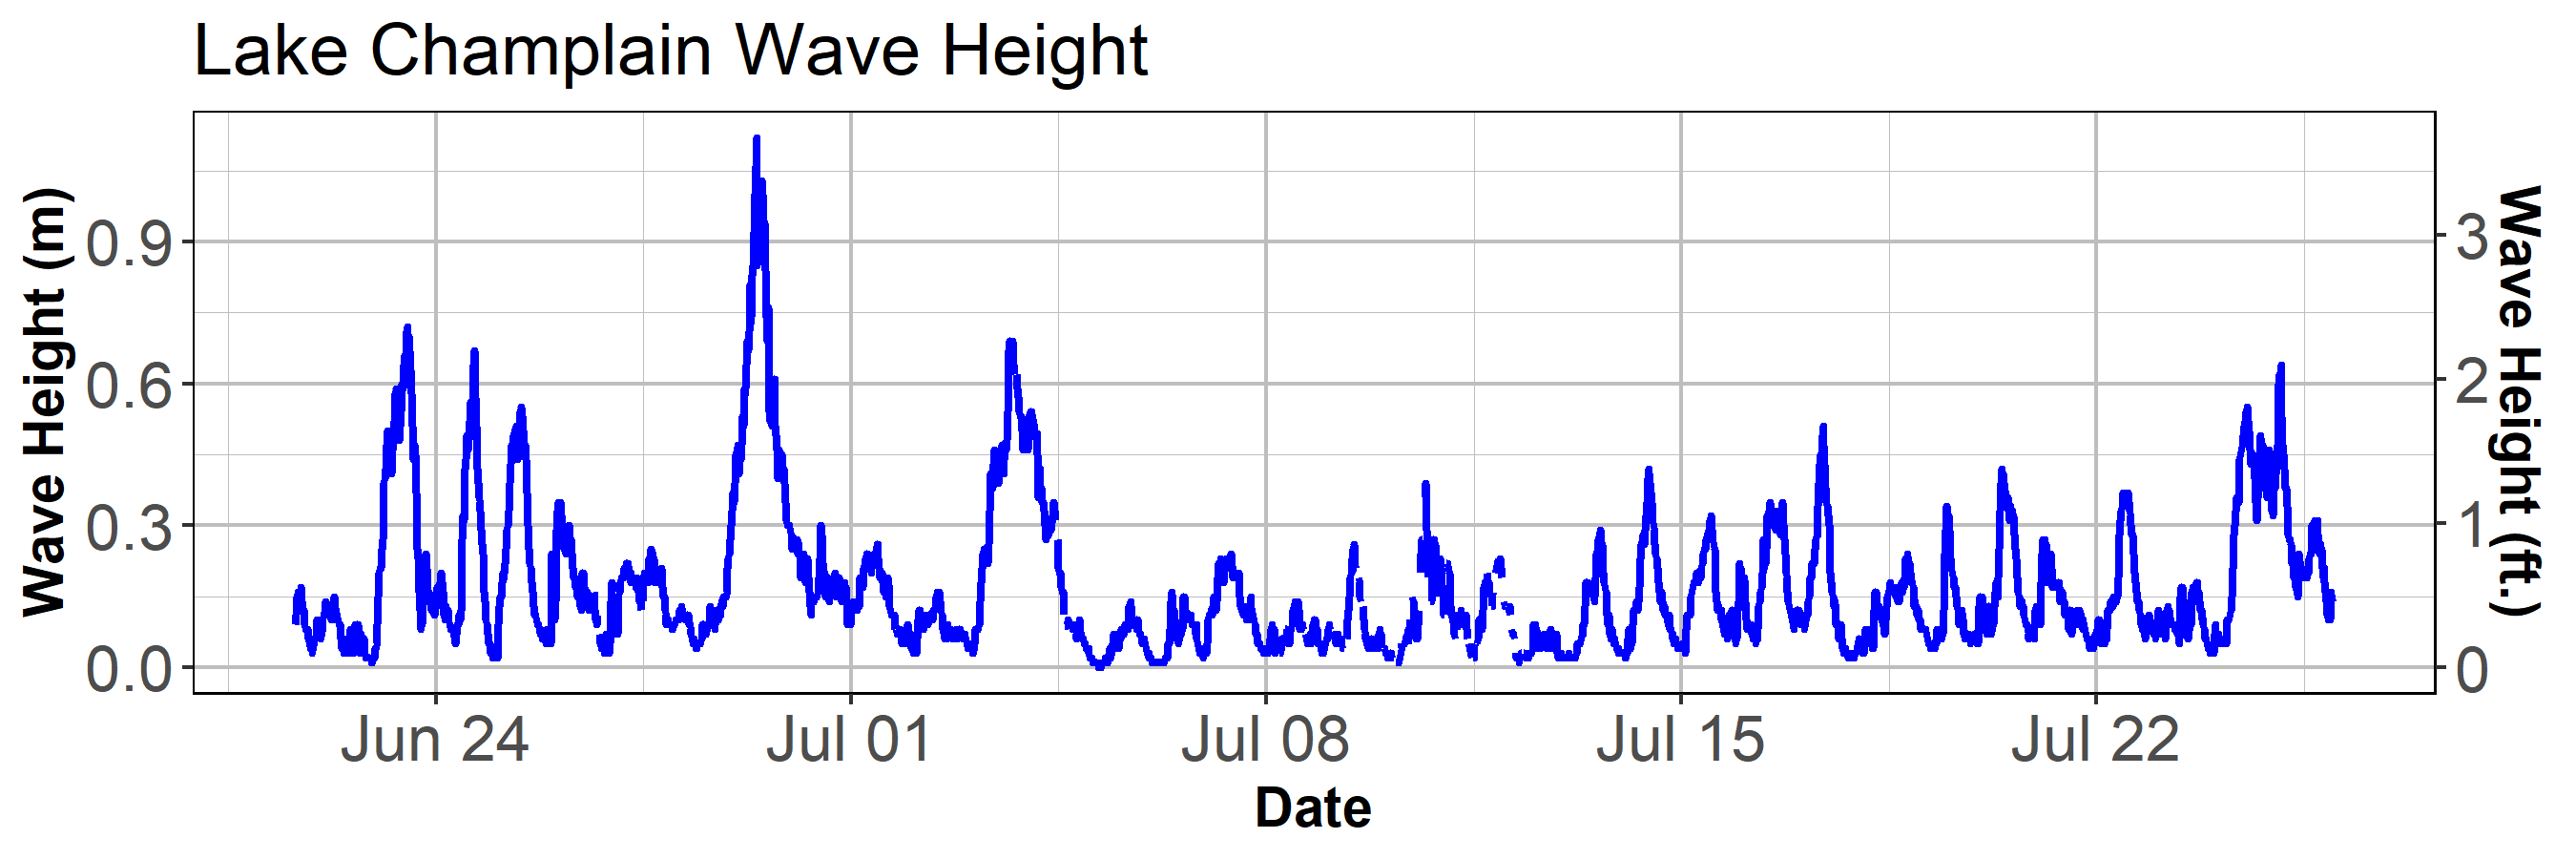 Lake Champlain Wave Height
Wave Height (m)
0.9
0.6
0.3
0.0
3
2
1
0
Wave Height (ft.)
Jun 24
Jul 01
Jul 08
Jul 15
Jul 22
Date